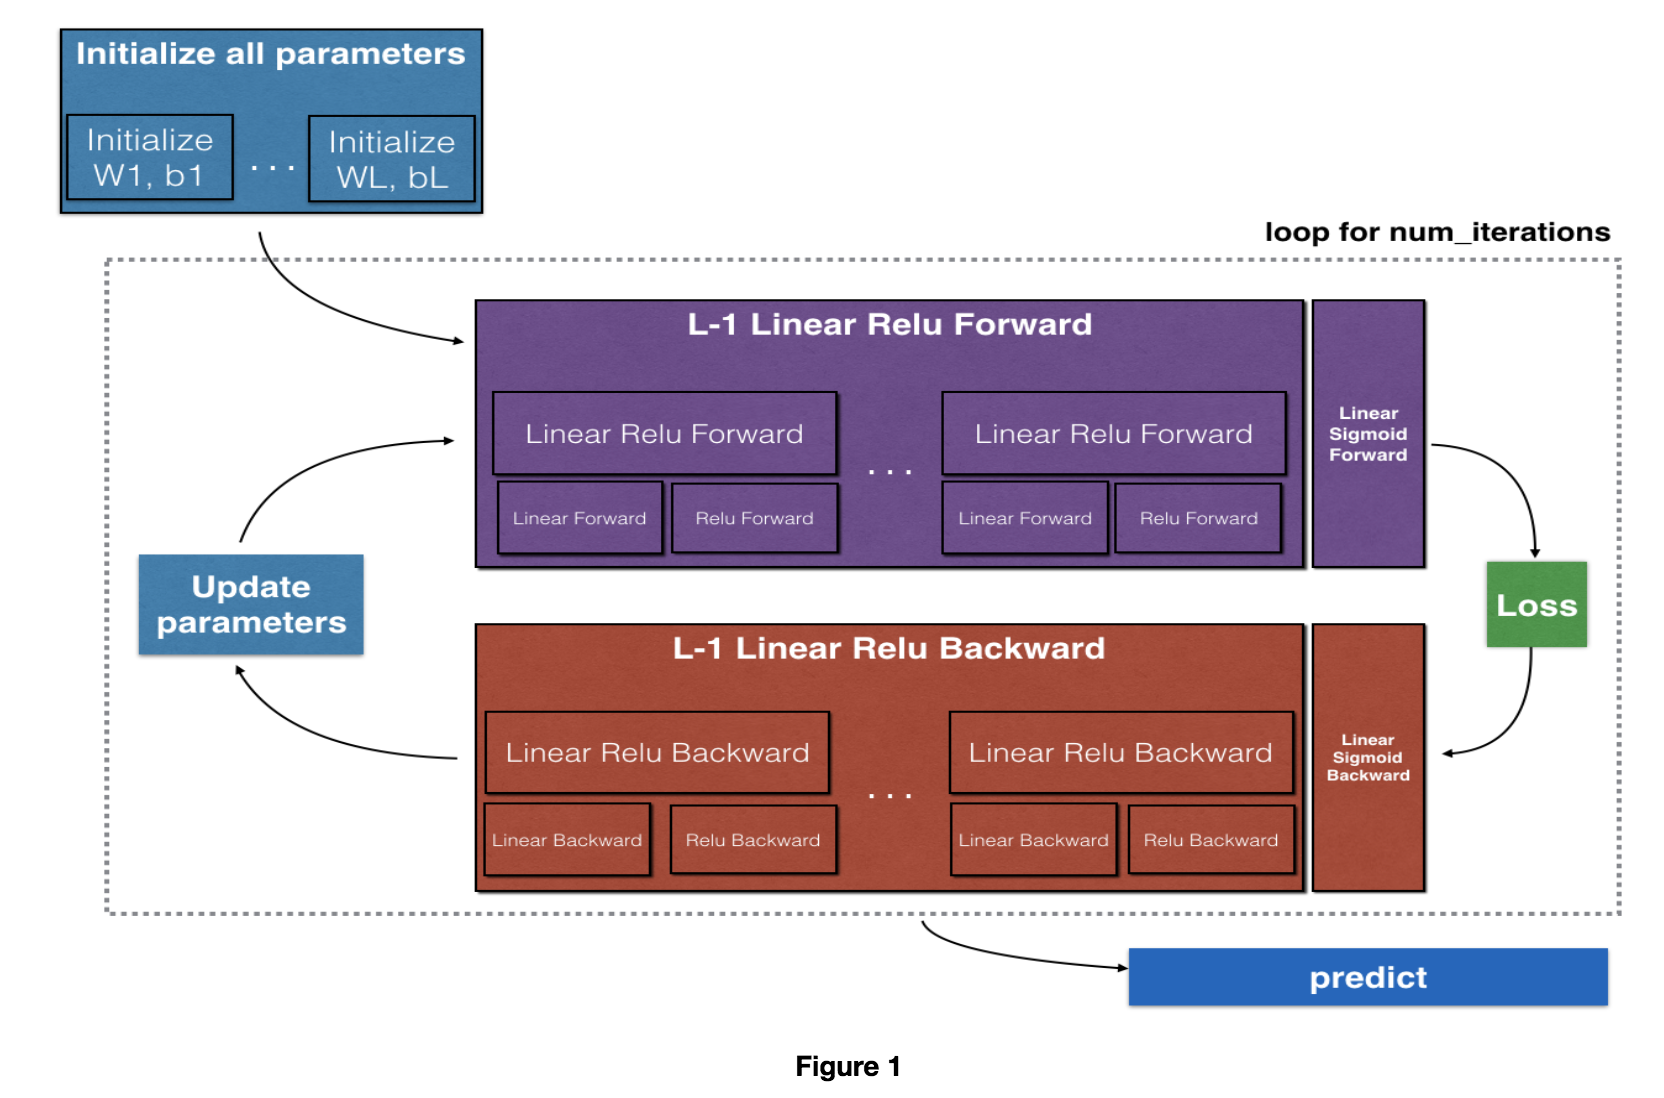 Initialize all parameters
Initialize
W1, b1
. . .
Initialize
WL, bL
loop for num_iterations
L-1 Linear Relu Forward
Linear Relu Forward
. . .
Linear Relu Forward
Linear Forward
Relu Forward
Linear Forward
Relu Forward
Linear
Sigmoid
Forward
Update
parameters
Loss
L-1 Linear Relu Backward
Linear Relu Backward
. . .
Linear Relu Backward
Linear Backward
Relu Backward
Linear Backward
Relu Backward
Linear
Sigmoid
Backward
predict
Figure 1